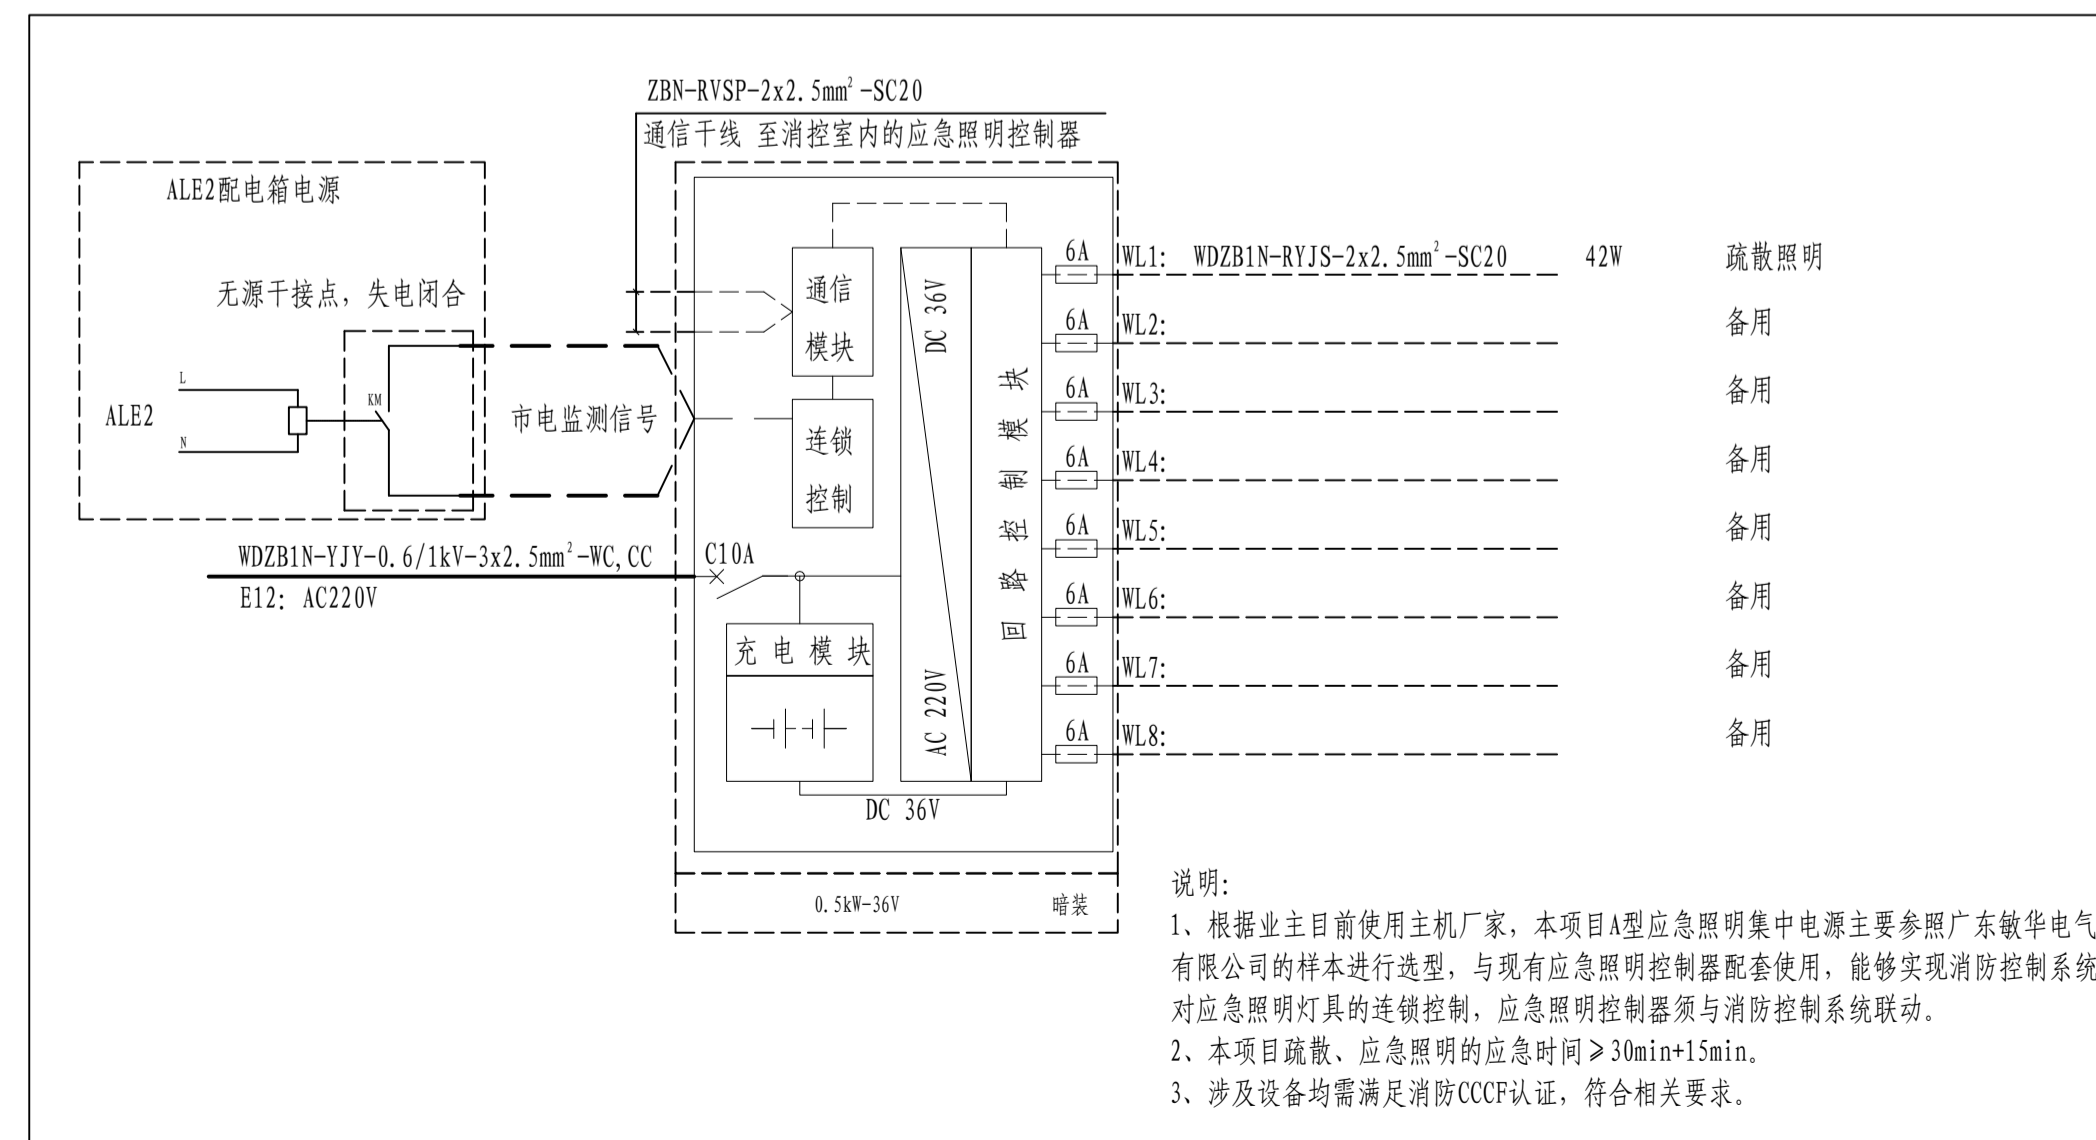 ZBN-RVSP-2x2.5mm²-SC20
通信干线 至消控室内的应急照明控制器
ALE2配电箱电源
无源干接点，失电闭合
L
ALE2
N
KM
市电监测信号
WDZB1N-YJY-0.6/1kV-3x2.5mm²-WC,CC
E12: AC220V
C10A
通信
模块
连锁
控制
充电模块
DC 36V
AC 220V
DC 36V
回路控制模块
6A WL1: WDZB1N-RYJS-2x2.5mm²-SC20 42W 疏散照明
6A WL2: 备用
6A WL3: 备用
6A WL4: 备用
6A WL5: 备用
6A WL6: 备用
6A WL7: 备用
6A WL8: 备用
0.5kW-36V 暗装
说明:
1、根据业主目前使用主机厂家，本项目A型应急照明集中电源主要参照广东敏华电气
有限公司的样本进行选型，与现有应急照明控制器配套使用，能够实现消防控制系统
对应急照明灯具的连锁控制，应急照明控制器须与消防控制系统联动。
2、本项目疏散、应急照明的应急时间≥30min+15min。
3、涉及设备均需满足消防CCCF认证，符合相关要求。